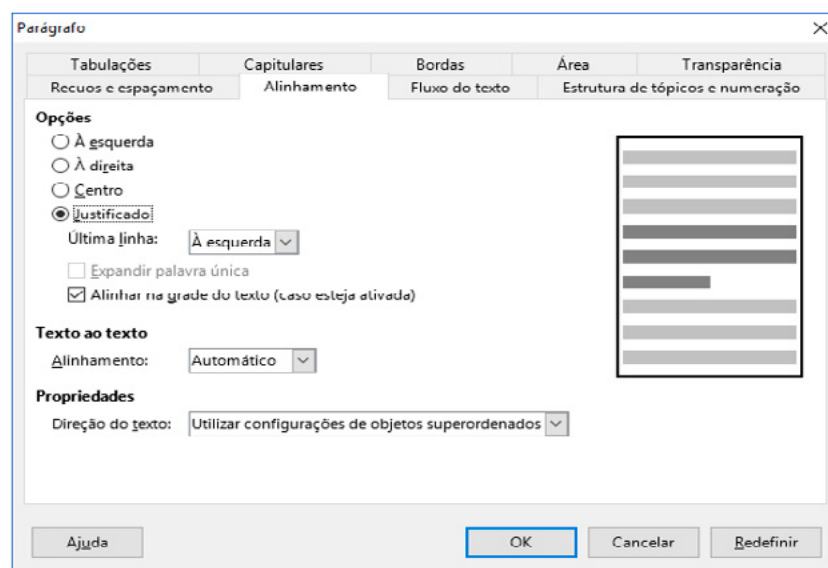 Parágrafo
Tabulações Capitulares Bordas Área Transparência
Recuos e espaçamento Alinhamento Fluxo do texto Estrutura de tópicos e numeração
Opções
À esquerda
À direita
Centro
Justificado
Última linha: À esquerda
Expandir palavra única
Alinhar na grade do texto (caso esteja ativada)
Texto ao texto
Alinhamento: Automático
Propriedades
Direção do texto: Utilizar configurações de objetos superordenados
Ajuda OK Cancelar Redefinir